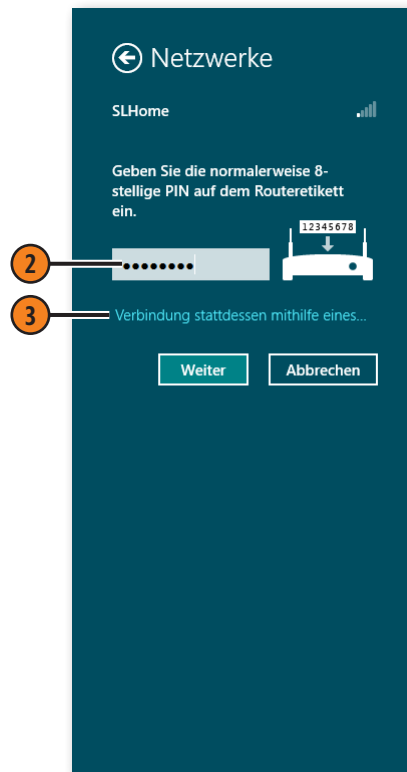 Netzwerke
SLHome
Geben Sie die normalerweise 8-
stellige PIN auf dem Routeretikett
ein.
12345678
2
••••••••
3
Verbindung stattdessen mithilfe eines...
Weiter
Abbrechen